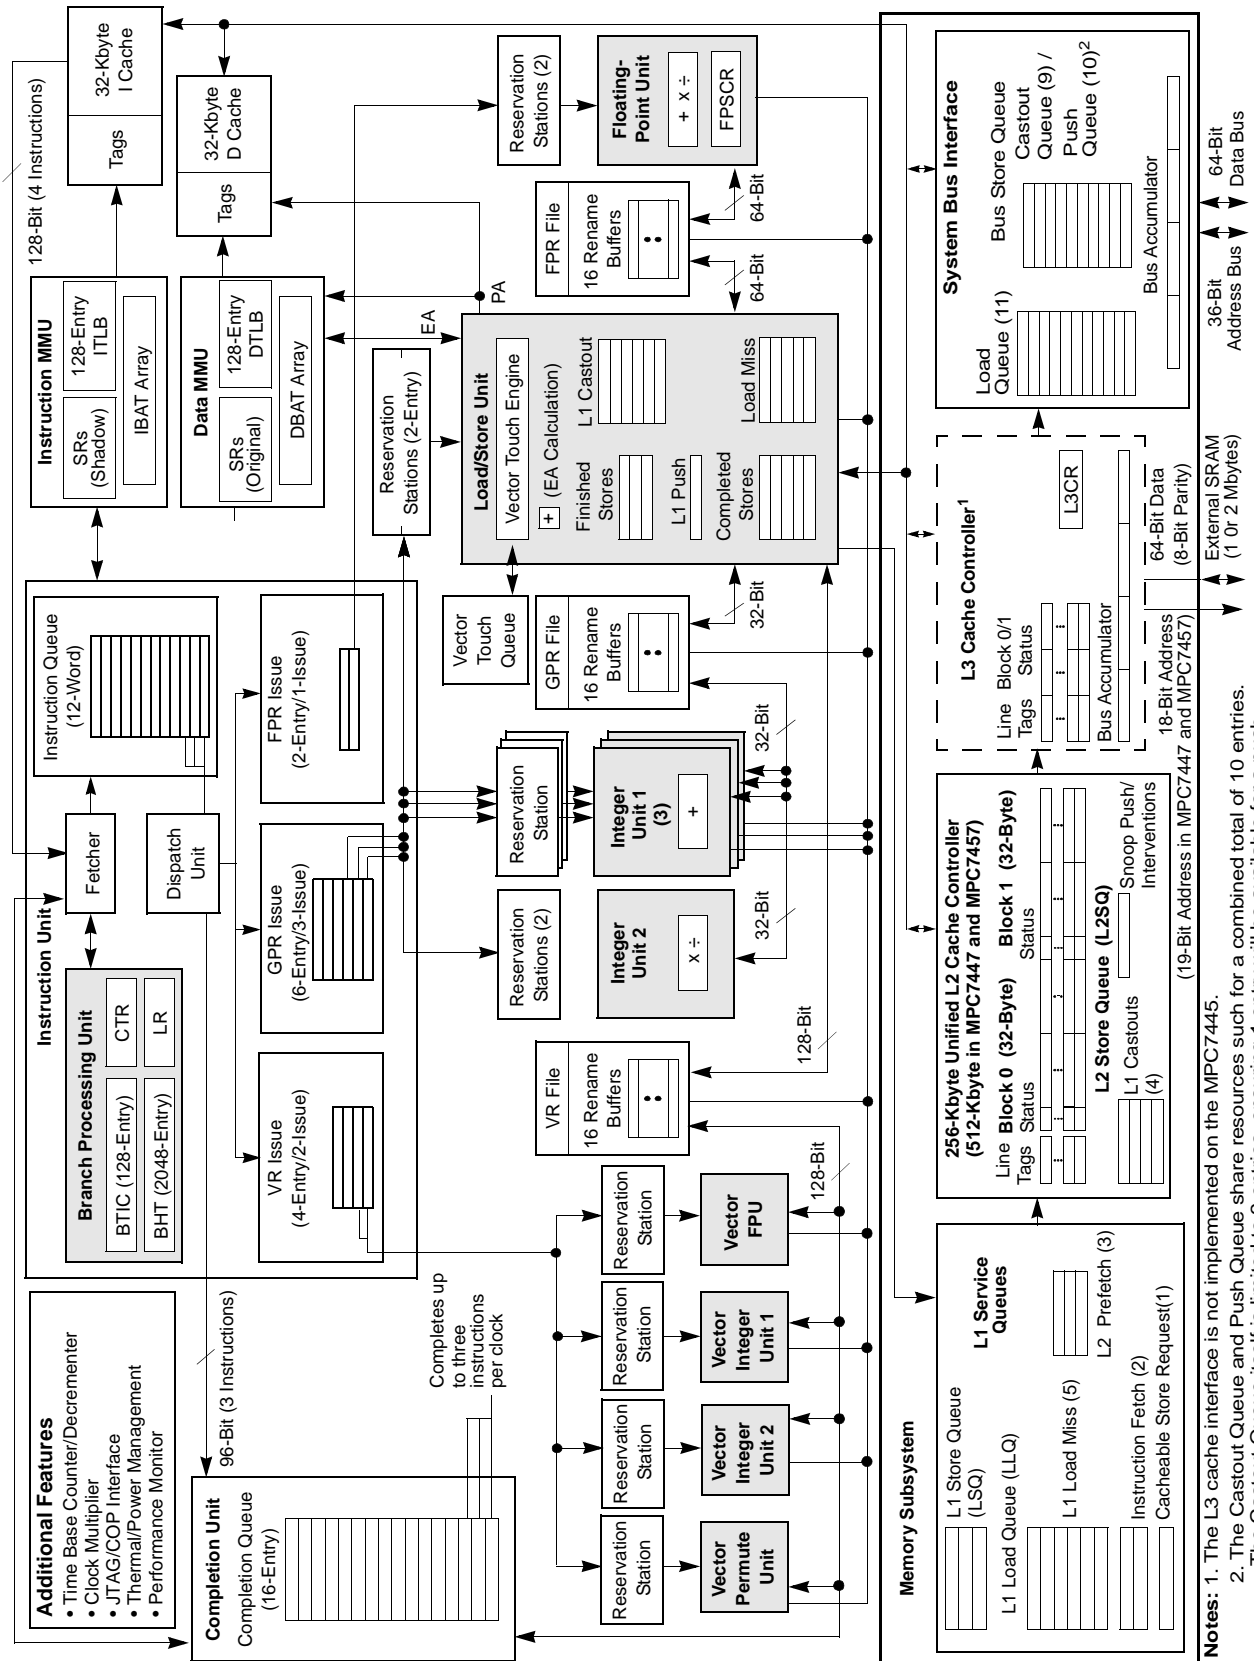 Additional Features
• Time Base Counter/Decrementer
• Clock Multiplier
• JTAG/COP Interface
• Thermal/Power Management
• Performance Monitor
Instruction Unit
Branch Processing Unit
BTIC (128-Entry)
CTR
BHT (2048-Entry)
LR
Fetcher
Dispatch
Unit
Instruction Queue
(12-Word)
VR Issue
(4-Entry/2-Issue)
GPR Issue
(6-Entry/3-Issue)
FPR Issue
(2-Entry/1-Issue)
96-Bit (3 Instructions)
128-Bit (4 Instructions)
Instruction MMU
SRs
(Shadow)
128-Entry
ITLB
IBAT Array
Tags
32-Kbyte
I Cache
Data MMU
SRs
(Original)
128-Entry
DTLB
DBAT Array
Tags
32-Kbyte
D Cache
EA
PA
Completion Unit
Completion Queue
(16-Entry)
Completes up
to three
instructions
per clock
Reservation
Stations (2-Entry)
Reservation
Station
Reservation
Station
Reservation
Station
Reservation
Station
Vector
Permute
Unit
Vector
Integer
Unit 2
Vector
Integer
Unit 1
Vector
FPU
128-Bit
VR File
16 Rename
Buffers
128-Bit
Reservation
Stations (2)
Integer
Unit 2
x ÷
32-Bit
Reservation
Station
Integer
Unit 1
(3)
+
32-Bit
GPR File
16 Rename
Buffers
32-Bit
Vector
Touch
Queue
Load/Store Unit
Vector Touch Engine
+ (EA Calculation)
Finished
Stores
L1 Castout
L1 Push
Completed
Stores
Load Miss
64-Bit
FPR File
16 Rename
Buffers
64-Bit
Reservation
Stations (2)
Floating-
Point Unit
+ x ÷
FPSCR
Memory Subsystem
L1 Store Queue
(LSQ)
L1 Load Queue (LLQ)
L1 Load Miss (5)
Instruction Fetch (2)
Cacheable Store Request(1)
L1 Service
Queues
L2 Prefetch (3)
256-Kbyte Unified L2 Cache Controller
(512-Kbyte in MPC7447 and MPC7457)
Line
Tags
Block 0 (32-Byte)
Status
Block 1 (32-Byte)
Status
L2 Store Queue (L2SQ)
L1 Castouts
(4)
Snoop Push/
Interventions
L3 Cache Controller1
Line
Tags
Block 0/1
Status
L3CR
Bus Accumulator
18-Bit Address
(19-Bit Address in MPC7447 and MPC7457)
64-Bit Data
(8-Bit Parity)
External SRAM
(1 0r 2 Mbytes)
System Bus Interface
Load
Queue (11)
Bus Store Queue
Castout
Queue (9) /
Push
Queue (10)2
Bus Accumulator
36-Bit
Address Bus
64-Bit
Data Bus
Notes: 1. The L3 cache interface is not implemented on the MPC7445.
2. The Castout Queue and Push Queue share resources such for a combined total of 10 entries.